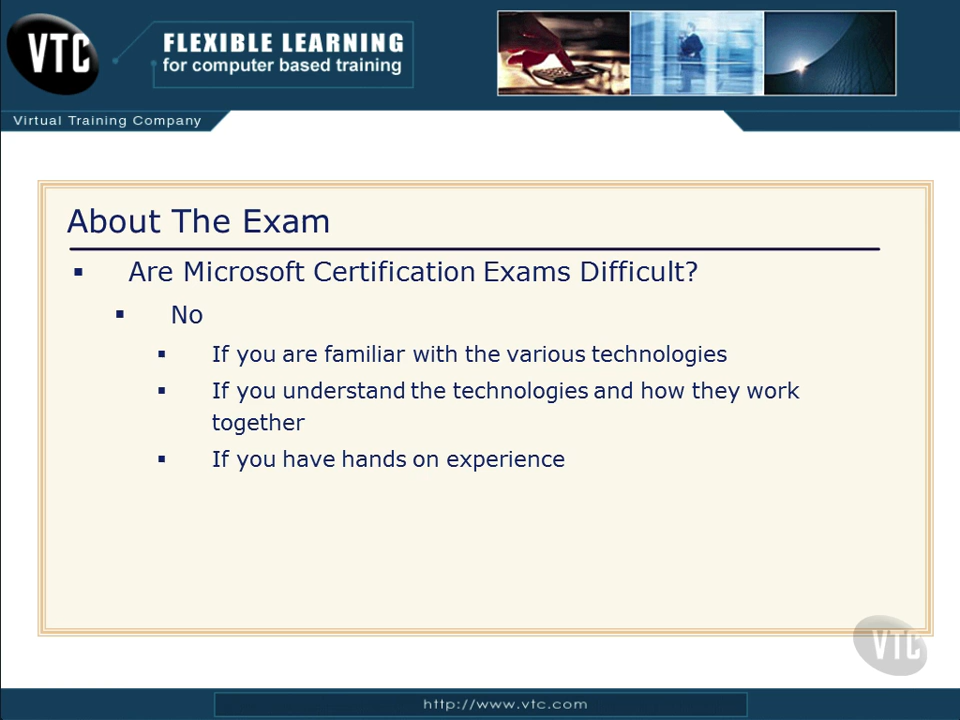 VTC
FLEXIBLE LEARNING
for computer based training
Virtual Training Company
About The Exam
▪ Are Microsoft Certification Exams Difficult?
▪ No
▪ If you are familiar with the various technologies
▪ If you understand the technologies and how they work
together
▪ If you have hands on experience
VTC
http://www.vtc.com